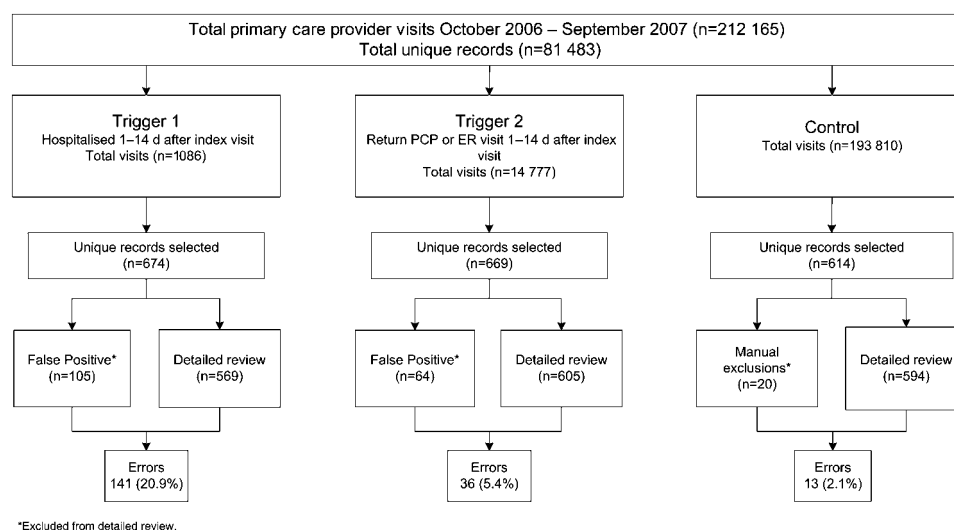 Total primary care provider visits October 2006 – September 2007 (n=212 165)
Total unique records (n=81 483)
Trigger 1
Hospitalised 1–14 d after index visit
Total visits (n=1086)
Trigger 2
Return PCP or ER visit 1–14 d after index
visit
Total visits (n=14 777)
Control
Total visits (n=193 810)
Unique records selected
(n=674)
Unique records selected
(n=669)
Unique records selected
(n=614)
False Positive*
(n=105)
Detailed review
(n=569)
False Positive*
(n=64)
Detailed review
(n=605)
Manual
exclusions*
(n=20)
Detailed review
(n=594)
Errors
141 (20.9%)
Errors
36 (5.4%)
Errors
13 (2.1%)
*Excluded from detailed review.